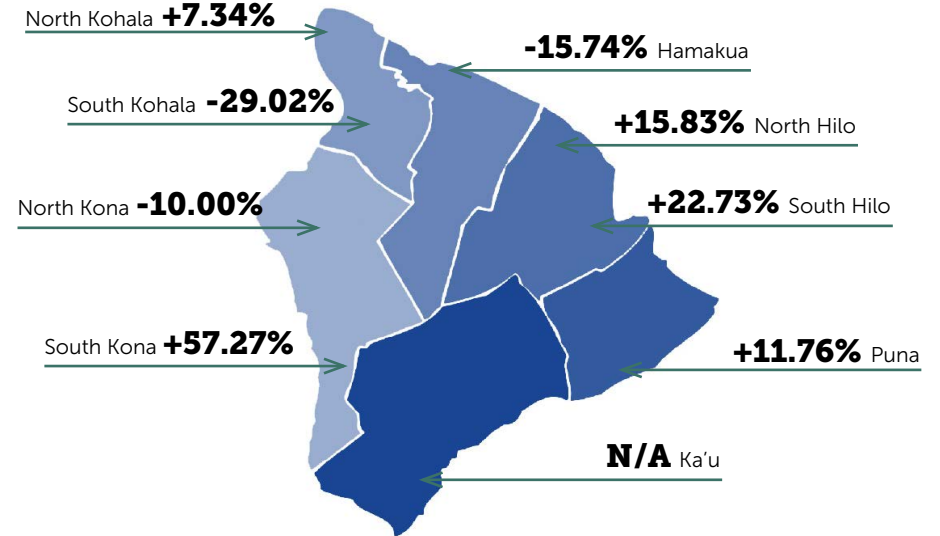 North Kohala +7.34%
-15.74% Hamakua
South Kohala -29.02%
+15.83% North Hilo
North Kona -10.00%
+22.73% South Hilo
South Kona +57.27%
+11.76% Puna
N/A Ka'u